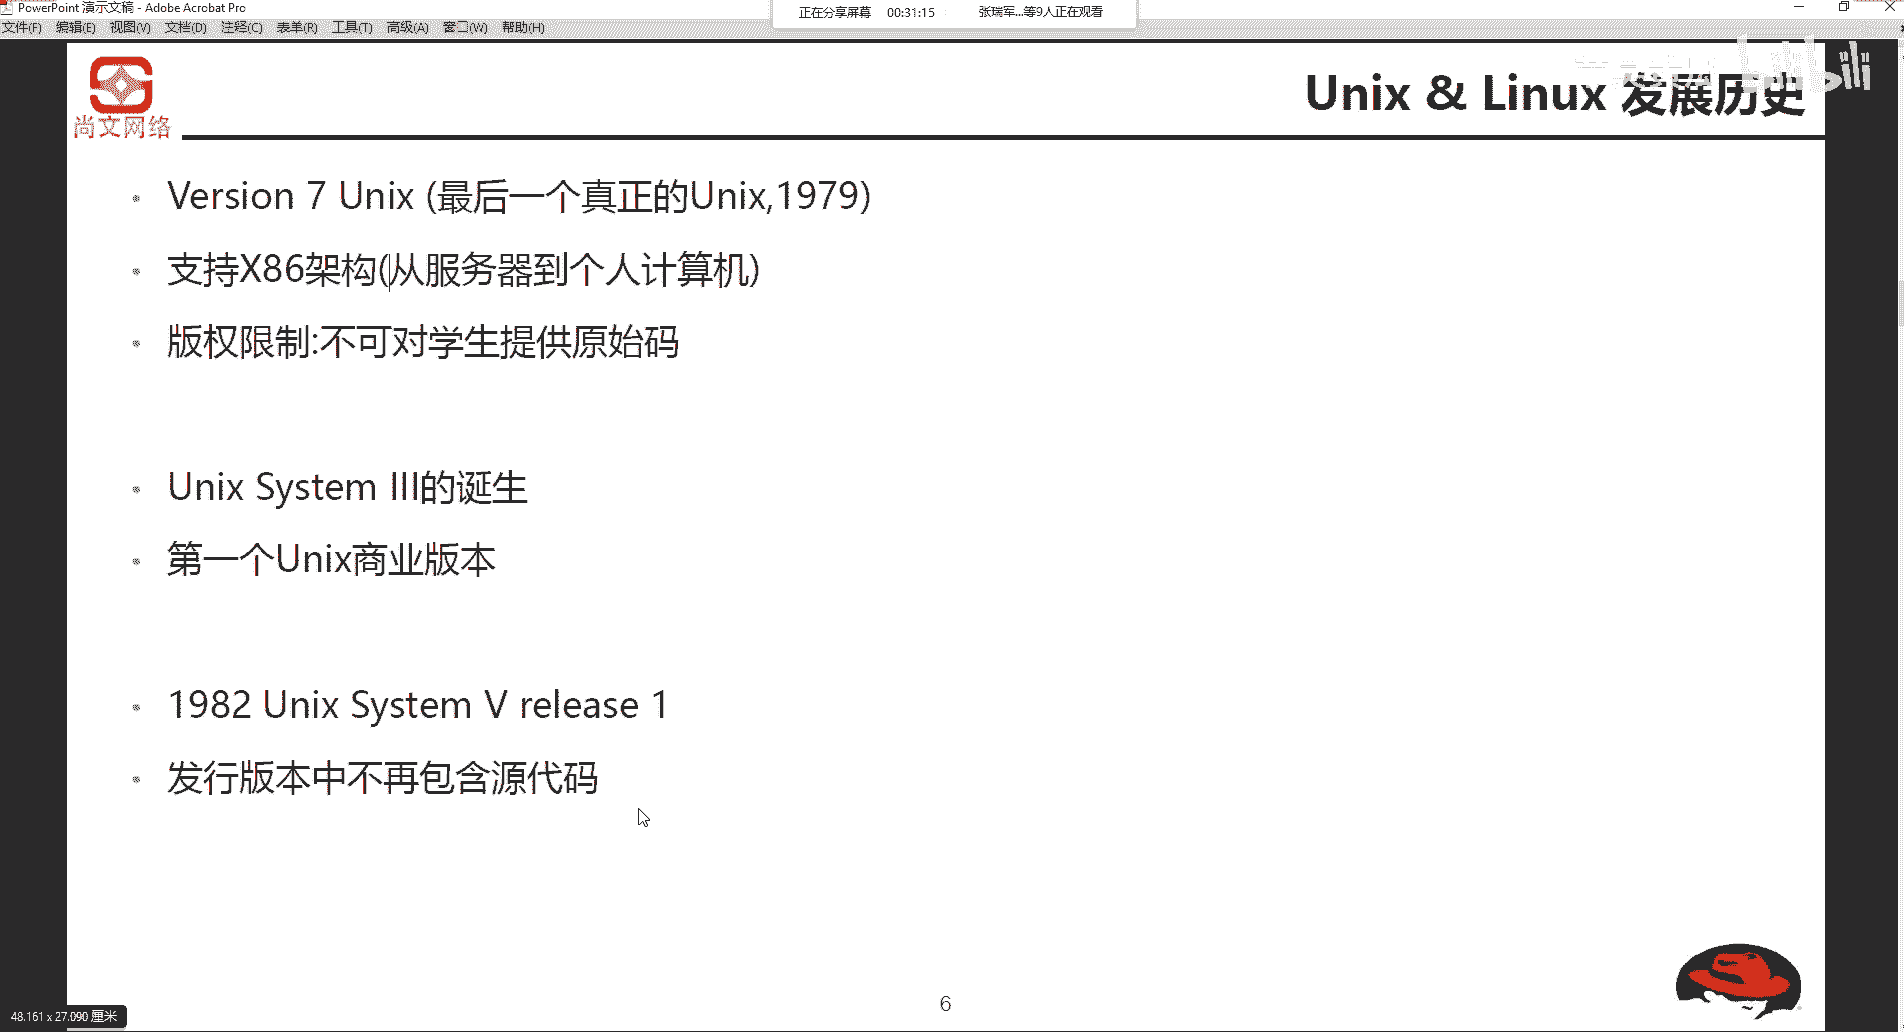 PowerPoint 演示文稿 - Adobe Acrobat Pro
正在分享屏幕 00:31:15 张瑞军...等9人正在观看
文件(F) 编辑(E) 视图(V) 文档(D) 注释(C) 表单(R) 工具(T) 高级(A) 窗口(W) 帮助(H)
bilibili
尚文网络
Unix & Linux 发展历史
Version 7 Unix (最后一个真正的Unix,1979)
支持X86架构(从服务器到个人计算机)
版权限制:不可对学生提供原始码
Unix System III的诞生
第一个Unix商业版本
1982 Unix System V release 1
发行版本中不再包含源代码
6
48.161 x 27.090 厘米